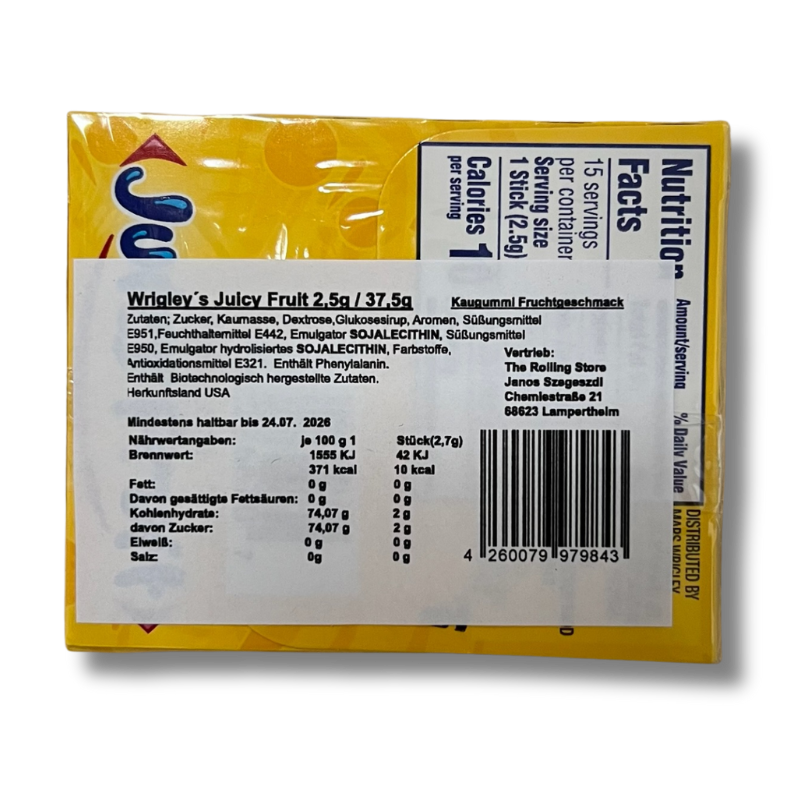 Nutrition
Facts
15 servings
per container
Serving size
1 Stick (2.5g)
Calories
per serving
Amount/serving
% Daily Value
DISTRIBUTED BY
MARS WRIGLEY
Wrigley´s Juicy Fruit 2,5g / 37,5g
Kaugummi Fruchtgeschmack
Zutaten; Zucker, Kaumasse, Dextrose,Glukosesirup, Aromen, Süßungsmittel
E951,Feuchthaltemittel E442, Emulgator SOJALECITHIN, Süßungsmittel
E950, Emulgator hydrolisiertes SOJALECITHIN, Farbstoffe,
Antioxidationsmittel E321. Enthält Phenylalanin.
Enthält Biotechnologisch hergestellte Zutaten.
Herkunftsland USA
Vertrieb:
The Rolling Store
Janos Szegeszdi
Chemiestraße 21
68623 Lampertheim
Mindestens haltbar bis 24.07. 2026
Nährwertangaben: je 100 g 1 Stück(2,7g)
Brennwert: 1555 KJ 42 KJ
371 kcal 10 kcal
Fett: 0 g 0 g
Davon gesättigte Fettsäuren: 0 g 0 g
Kohlenhydrate: 74,07 g 2 g
davon Zucker: 74,07 g 2 g
Eiweiß: 0 g 0 g
Salz: 0g 0 g
4 260079 979843